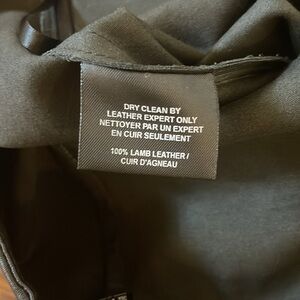 DRY CLEAN BY
LEATHER EXPERT ONLY
NETTOYER PAR UN EXPERT
EN CUIR SEULEMENT
100% LAMB LEATHER /
CUIR D'AGNEAU